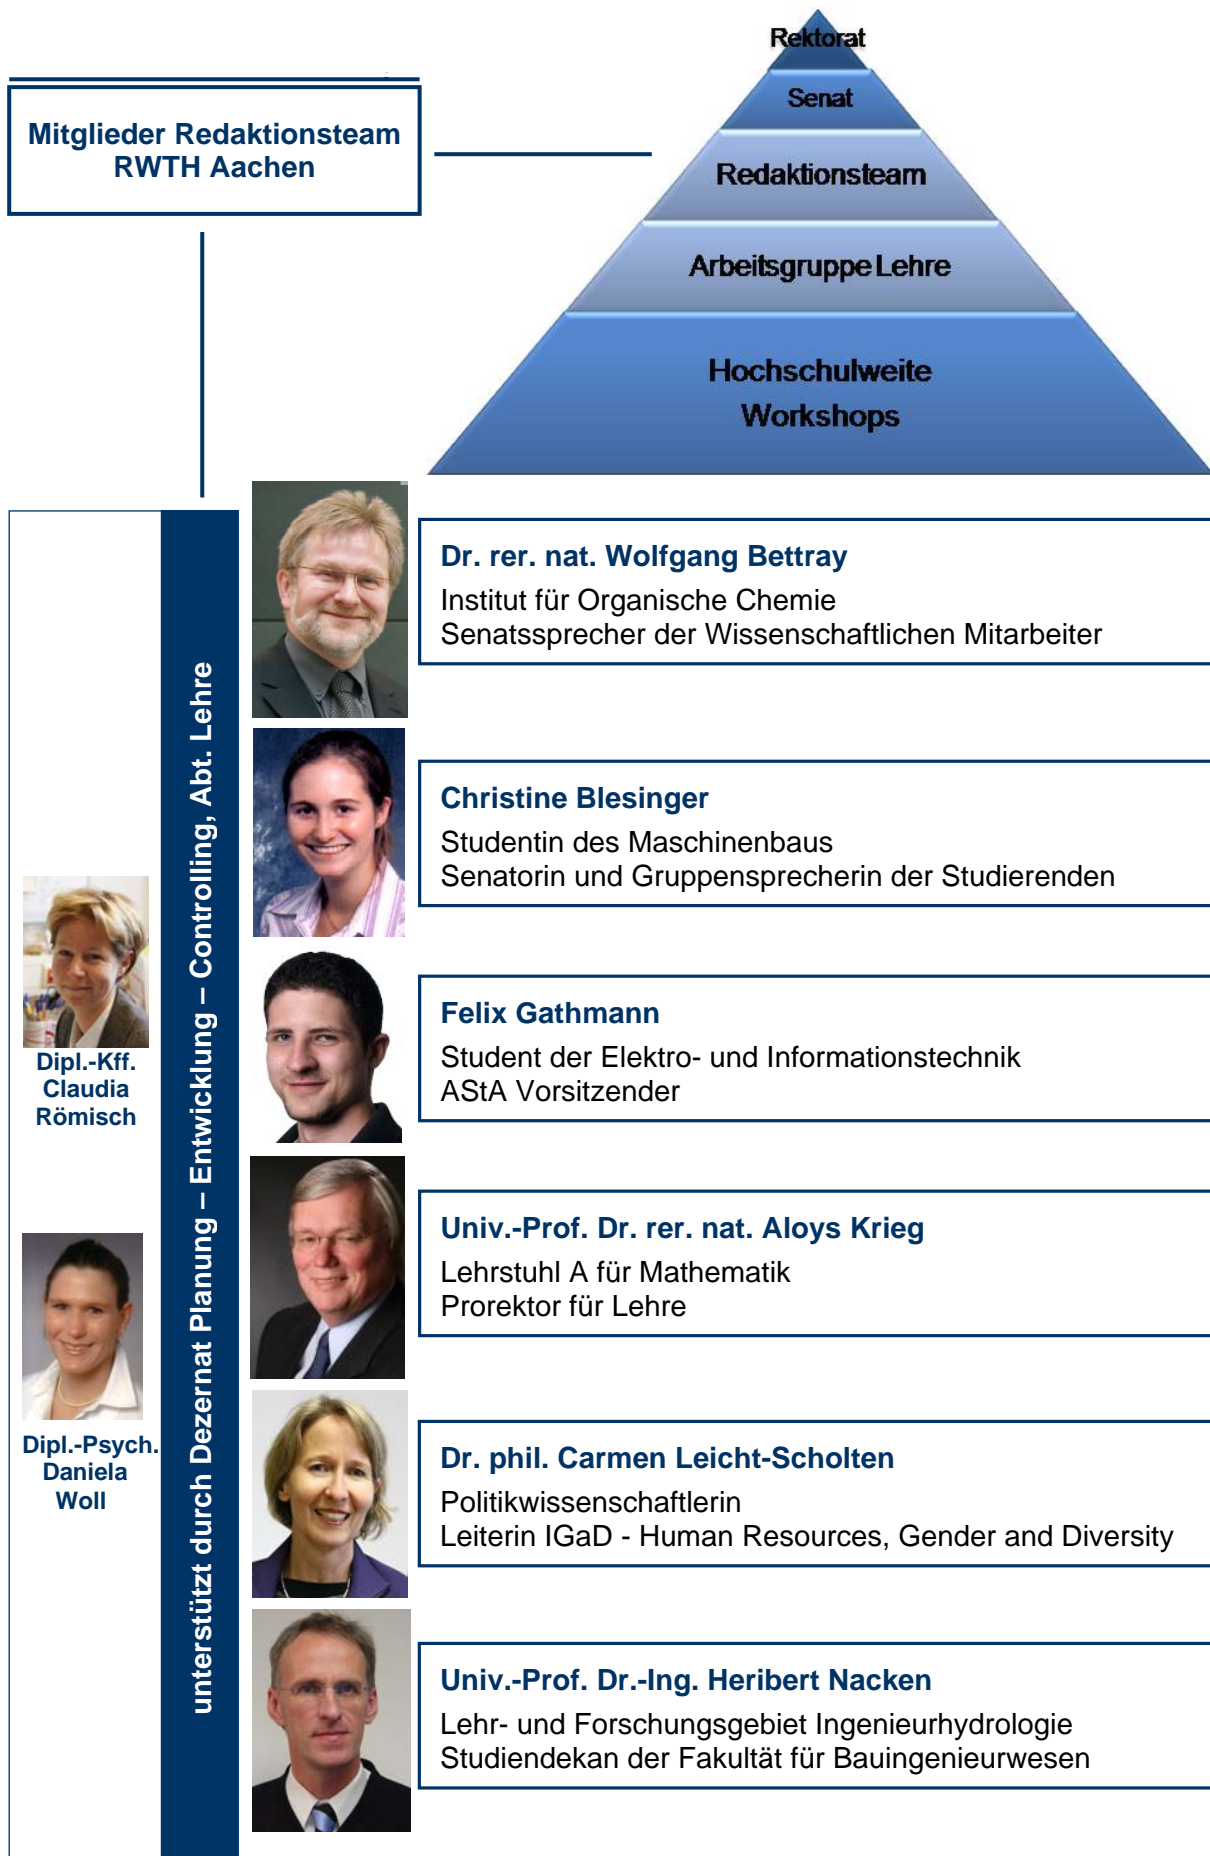 Rektorat
Senat
Redaktionsteam
Arbeitsgruppe Lehre
Hochschulweite
Workshops
Mitglieder Redaktionsteam
RWTH Aachen
Dr. rer. nat. Wolfgang Bettray
Institut für Organische Chemie
Senatssprecher der Wissenschaftlichen Mitarbeiter
Christine Blesinger
Studentin des Maschinenbaus
Senatorin und Gruppensprecherin der Studierenden
Felix Gathmann
Student der Elektro- und Informationstechnik
AStA Vorsitzender
Univ.-Prof. Dr. rer. nat. Aloys Krieg
Lehrstuhl A für Mathematik
Prorektor für Lehre
Dr. phil. Carmen Leicht-Scholten
Politikwissenschaftlerin
Leiterin IGaD - Human Resources, Gender and Diversity
Univ.-Prof. Dr.-Ing. Heribert Nacken
Lehr- und Forschungsgebiet Ingenieurhydrologie
Studiendekan der Fakultät für Bauingenieurwesen
unterstützt durch Dezernat Planung – Entwicklung – Controlling, Abt. Lehre
Dipl.-Kff.
Claudia
Römisch
Dipl.-Psych.
Daniela
Woll